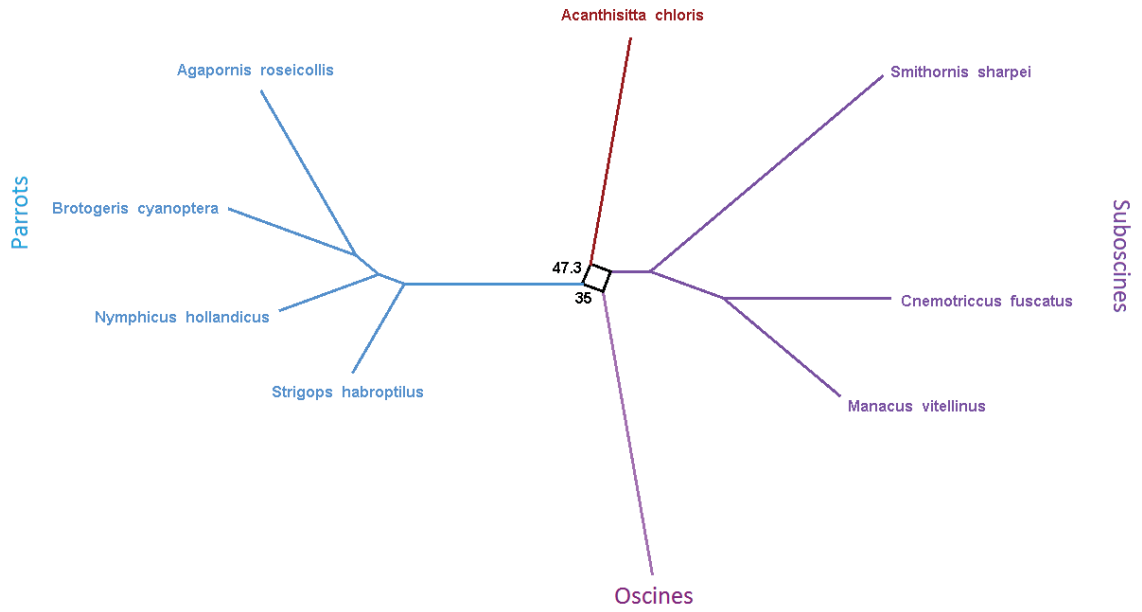 Acanthisitta chloris
Agapornis roseicollis
Smithornis sharpei
Parrots
Brotogeris cyanoptera
Suboscines
47.3
35
Nymphicus hollandicus
Cnemotriccus fuscatus
Strigops habroptilus
Manacus vitellinus
Oscines